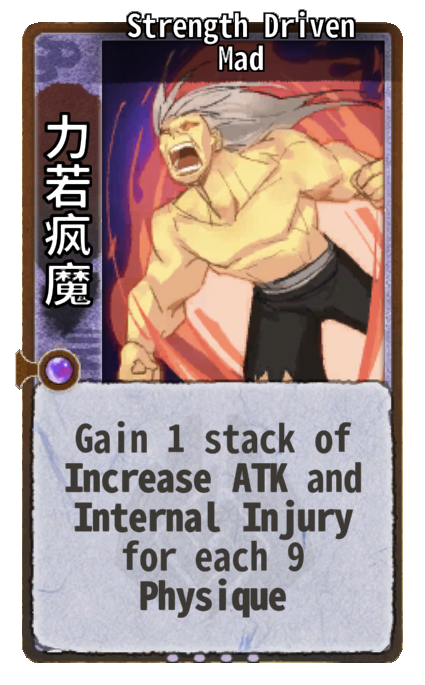 Strength Driven
Mad
力若疯魔
Gain 1 stack of
Increase ATK and
Internal Injury
for each 9
Physique